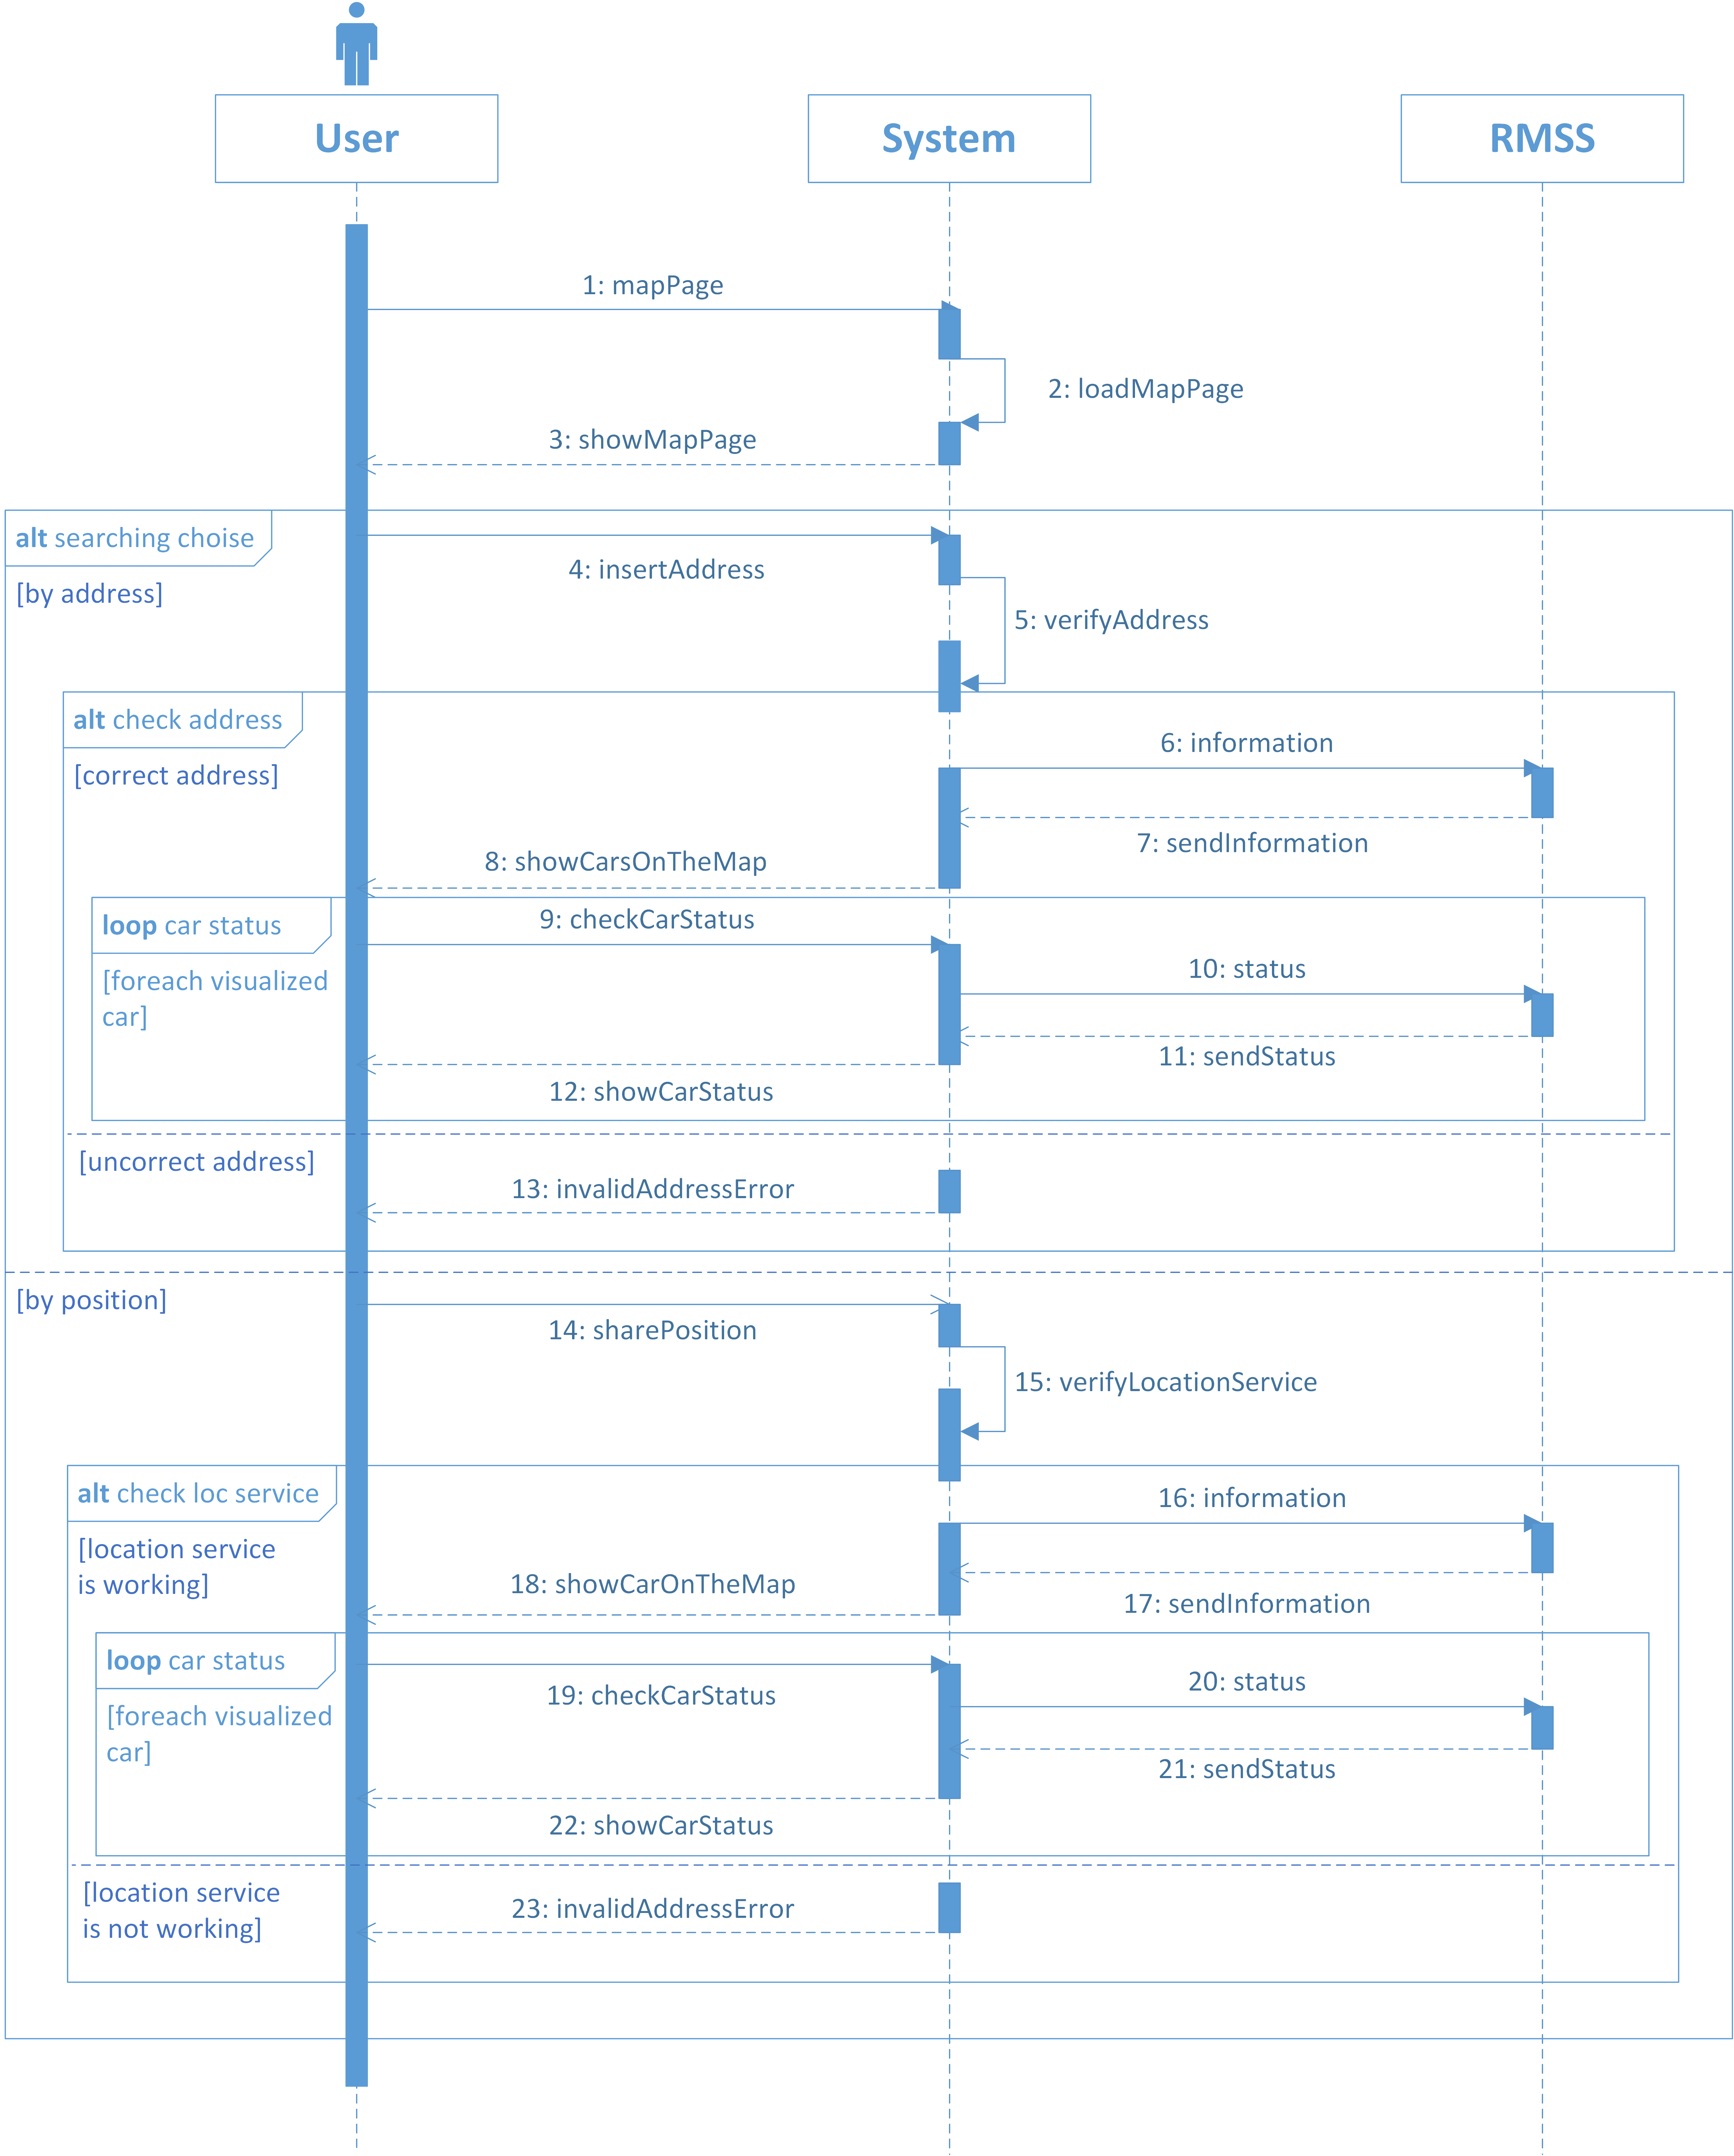 User
System
RMSS
1: mapPage
2: loadMapPage
3: showMapPage
alt searching choise
[by address]
4: insertAddress
5: verifyAddress
alt check address
[correct address]
6: information
7: sendInformation
8: showCarsOnTheMap
loop car status
[foreach visualized
car]
9: checkCarStatus
10: status
11: sendStatus
12: showCarStatus
[uncorrect address]
13: invalidAddressError
[by position]
14: sharePosition
15: verifyLocationService
alt check loc service
[location service
is working]
16: information
17: sendInformation
18: showCarOnTheMap
loop car status
[foreach visualized
car]
19: checkCarStatus
20: status
21: sendStatus
22: showCarStatus
[location service
is not working]
23: invalidAddressError